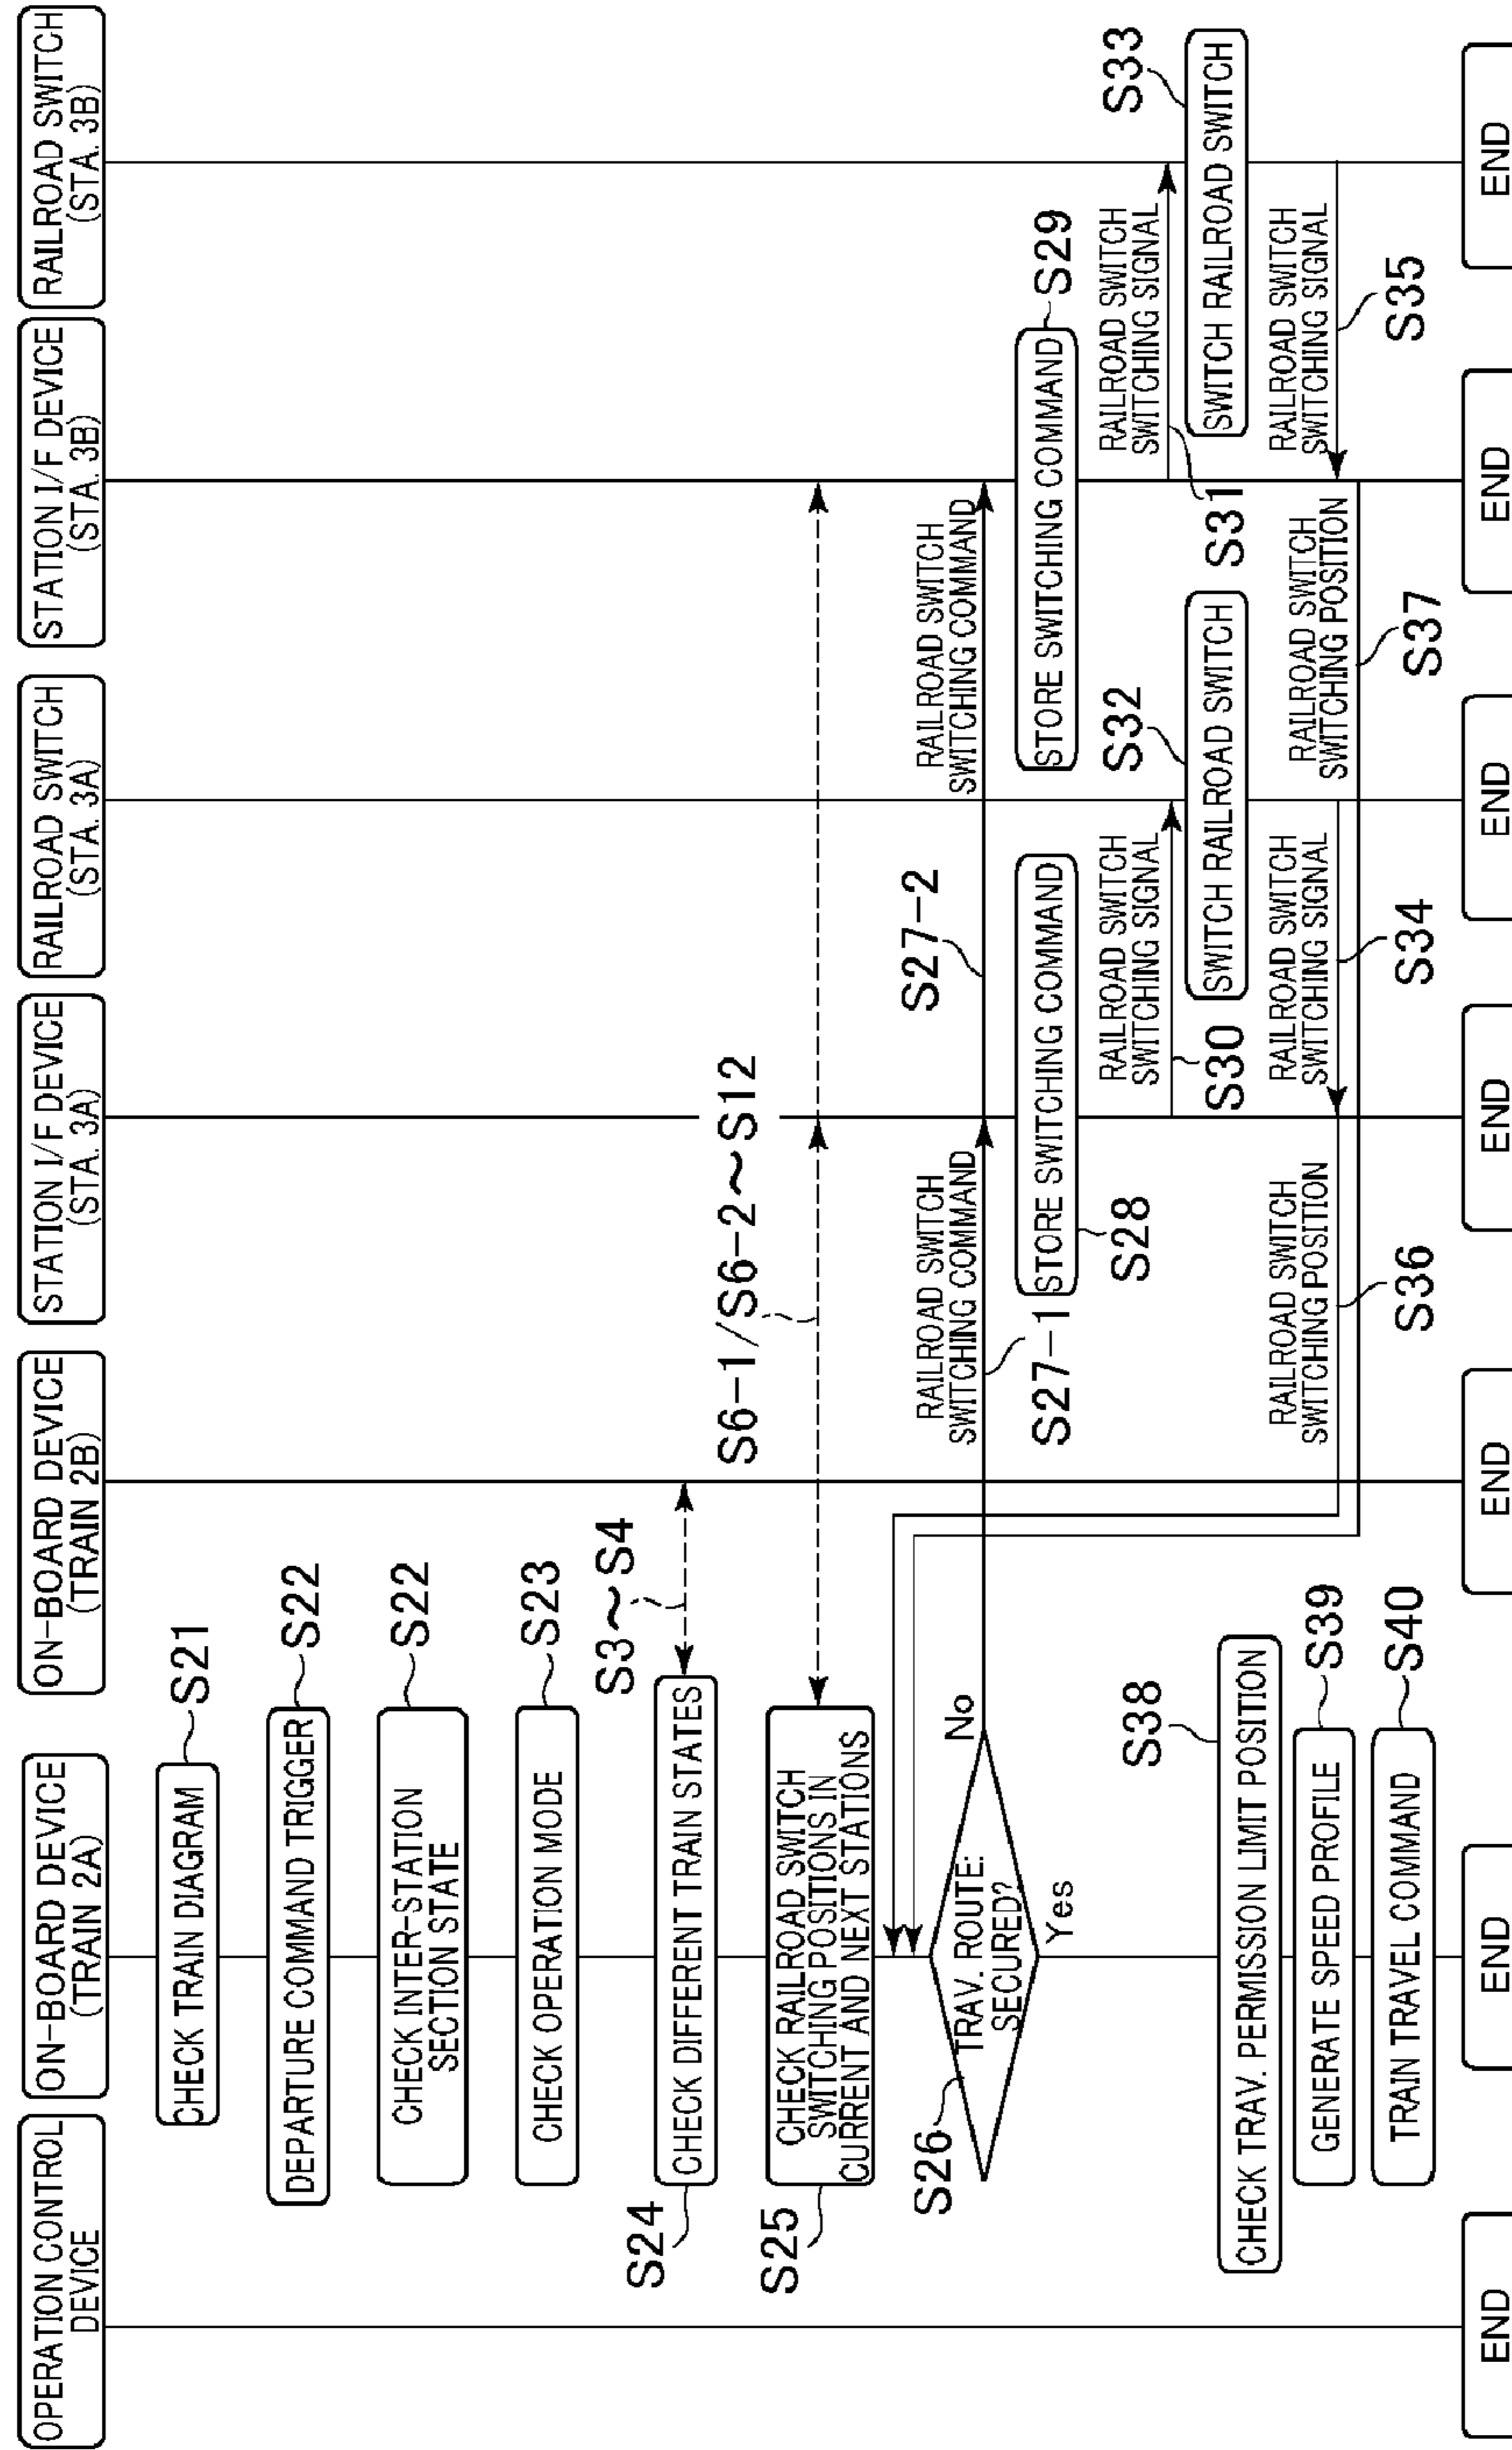 OPERATION CONTROL
DEVICE
ON-BOARD DEVICE
(TRAIN 2A)
ON-BOARD DEVICE
(TRAIN 2B)
STATION I/F DEVICE
(STA. 3A)
RAILROAD SWITCH
(STA. 3A)
STATION I/F DEVICE
(STA. 3B)
RAILROAD SWITCH
(STA. 3B)
CHECK TRAIN DIAGRAM
S21
DEPARTURE COMMAND TRIGGER
S22
CHECK INTER-STATION
SECTION STATE
S22
CHECK OPERATION MODE
S23
S3~S4
S24
CHECK DIFFERENT TRAIN STATES
S6-1/S6-2~S12
S25
CHECK RAILROAD SWITCH
SWITCHING POSITIONS IN
CURRENT AND NEXT STATIONS
S26
TRAV. ROUTE:
SECURED?
No
Yes
RAILROAD SWITCH
SWITCHING COMMAND
S27-1
S27-2
RAILROAD SWITCH
SWITCHING COMMAND
STORE SWITCHING COMMAND
S28
STORE SWITCHING COMMAND
S29
RAILROAD SWITCH
SWITCHING SIGNAL
S30
RAILROAD SWITCH
SWITCHING SIGNAL
S31
SWITCH RAILROAD SWITCH
S32
SWITCH RAILROAD SWITCH
S33
RAILROAD SWITCH
SWITCHING SIGNAL
S34
RAILROAD SWITCH
SWITCHING SIGNAL
S35
RAILROAD SWITCH
SWITCHING POSITION
S36
RAILROAD SWITCH
SWITCHING POSITION
S37
S38
CHECK TRAV. PERMISSION LIMIT POSITION
GENERATE SPEED PROFILE
S39
TRAIN TRAVEL COMMAND
S40
END
END
END
END
END
END
END